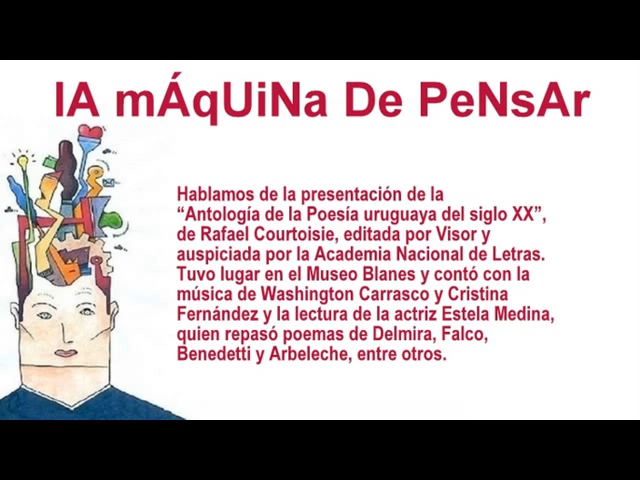 lA mÁqUiNa De PeNsAr
Hablamos de la presentación de la
“Antología de la Poesía uruguaya del siglo XX”,
de Rafael Courtoisie, editada por Visor y
auspiciada por la Academia Nacional de Letras.
Tuvo lugar en el Museo Blanes y contó con la
música de Washington Carrasco y Cristina
Fernández y la lectura de la actriz Estela Medina,
quien repasó poemas de Delmira, Falco,
Benedetti y Arbeleche, entre otros.